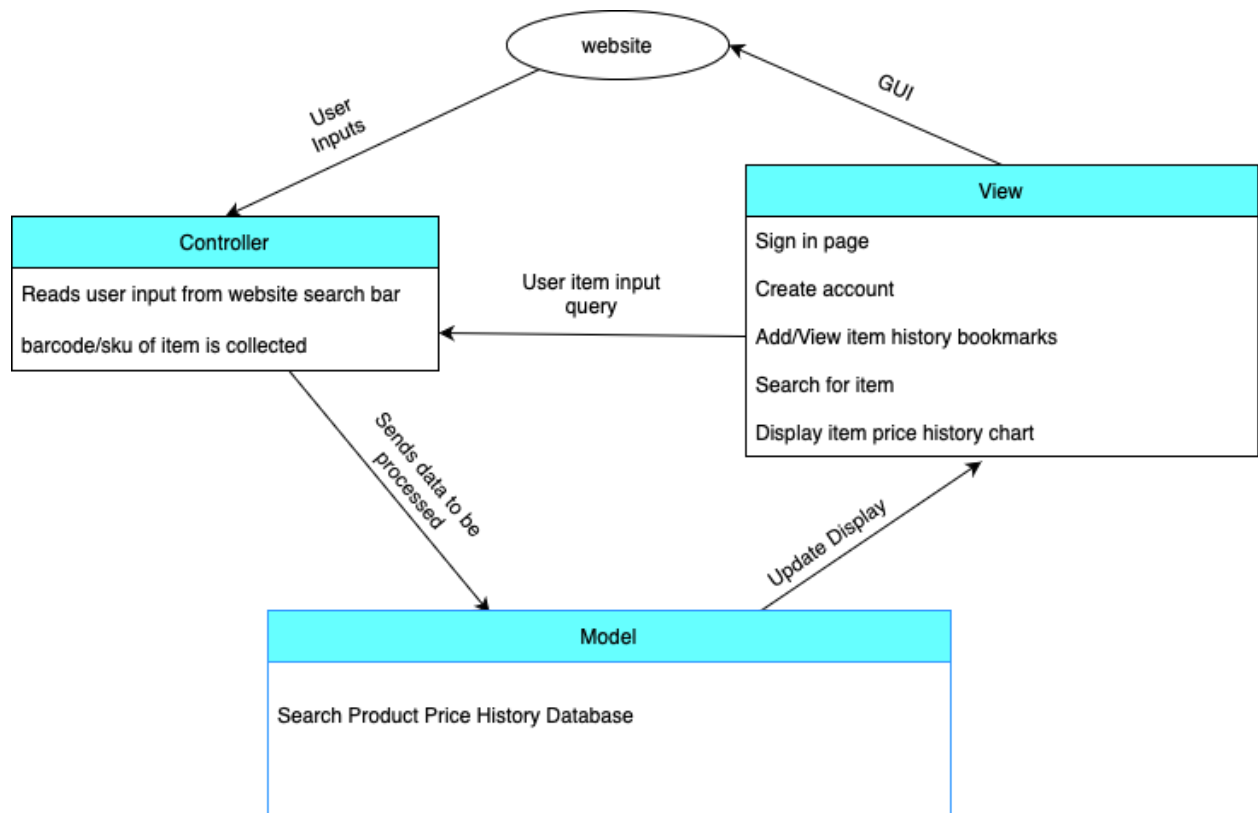 website
GUI
User
Inputs
View
Controller
Sign in page
Reads user input from website search bar
User item input
query
Create account
barcode/sku of item is collected
Add/View item history bookmarks
Search for item
Display item price history chart
Sends data to be
processed
Update Display
Model
Search Product Price History Database